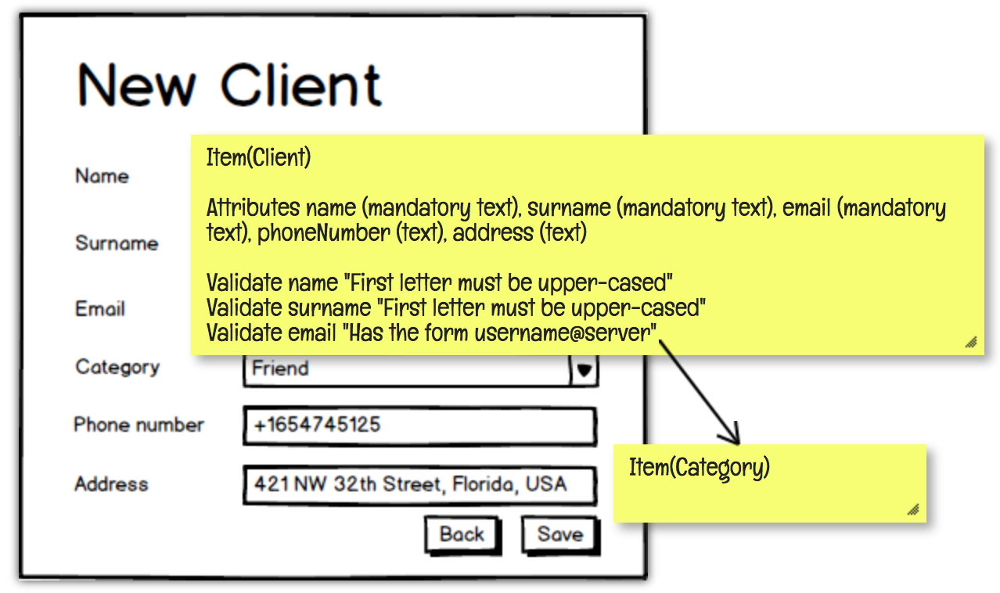 New Client
Name
Item(Client)
Attributes name (mandatory text), surname (mandatory text), email (mandatory
text), phoneNumber (text), address (text)
Surname
Validate name "First letter must be upper-cased"
Validate surname "First letter must be upper-cased"
Email
Validate email "Has the form username@server"
Category
Friend
Phone number
+1654745125
Item(Category)
Address
421 NW 32th Street, Florida, USA
Back
Save